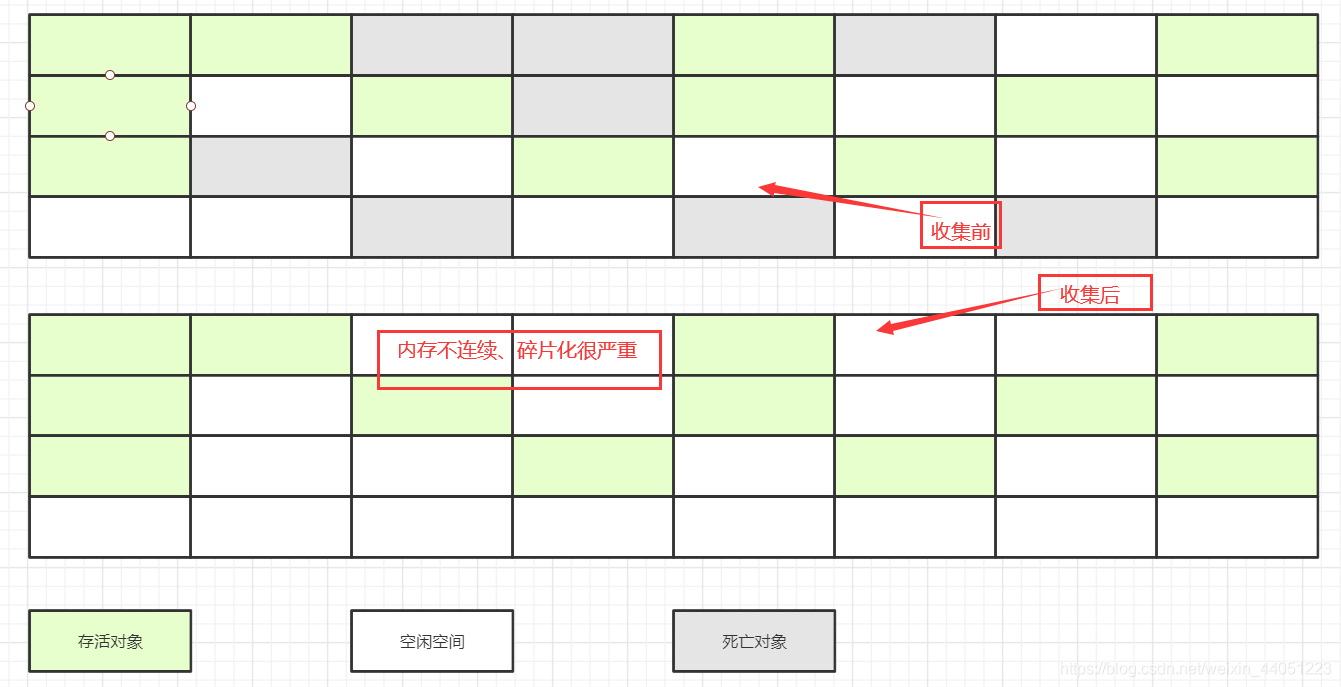 收集前
收集后
内存不连续、碎片化很严重
存活对象
空闲空间
死亡对象
https://blog.csdn.net/weixin_44051223